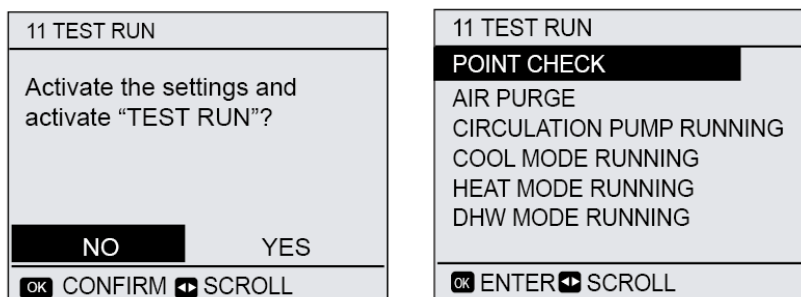 11 TEST RUN
Activate the settings and
activate “TEST RUN”?
NO YES
OK CONFIRM SCROLL
11 TEST RUN
POINT CHECK
AIR PURGE
CIRCULATION PUMP RUNNING
COOL MODE RUNNING
HEAT MODE RUNNING
DHW MODE RUNNING
OK ENTER SCROLL